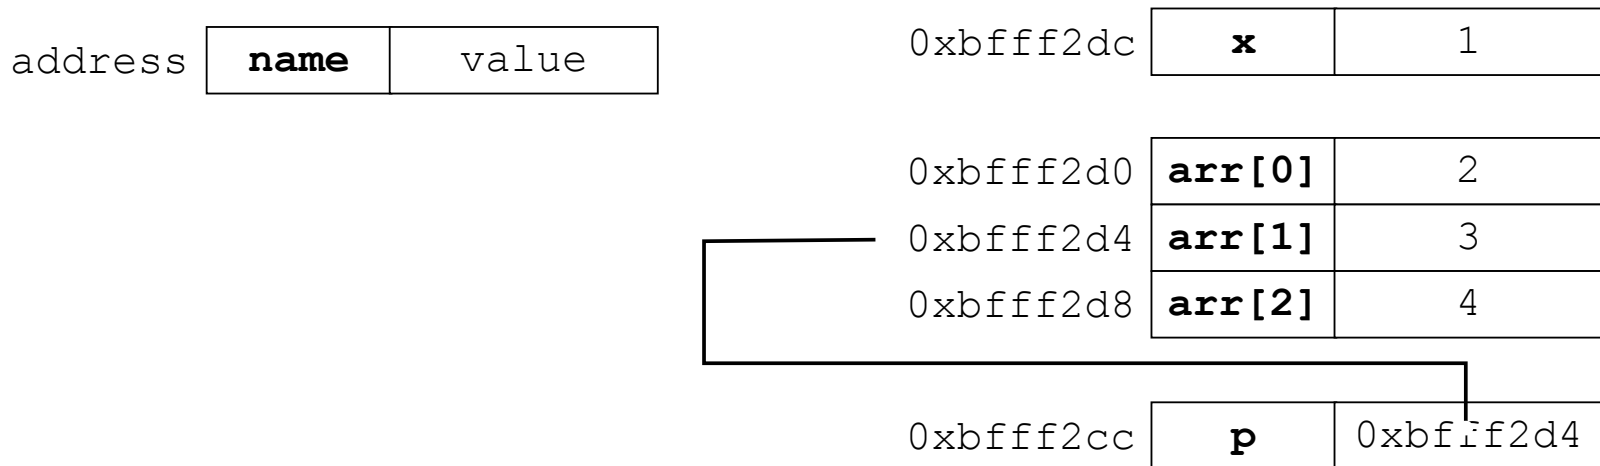 address name value
0xbfff2dc x 1
0xbfff2d0 arr[0] 2
0xbfff2d4 arr[1] 3
0xbfff2d8 arr[2] 4
0xbfff2cc p 0xbfff2d4